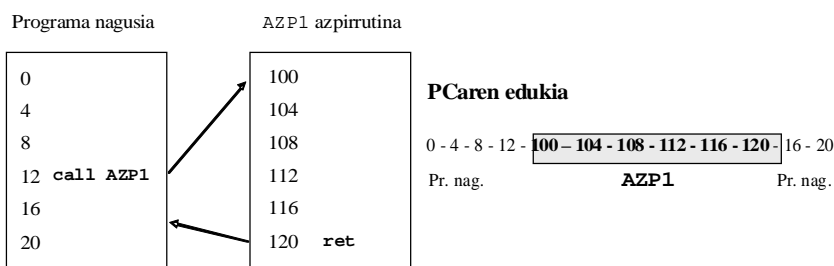 Programa nagusia
0
4
8
12 call AZP1
16
20
AZP1 azpirrutina
100
104
108
112
116
120 ret
PCaren edukia
0 - 4 - 8 - 12 - 100 – 104 - 108 - 112 - 116 - 120 - 16 - 20
Pr. nag. AZP1 Pr. nag.